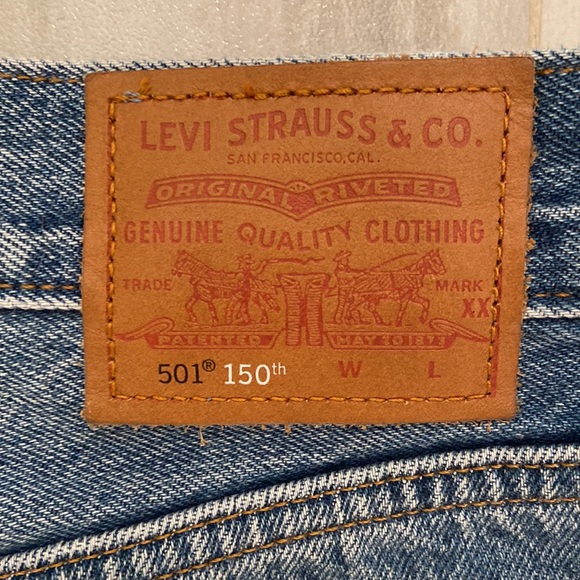 LEVI STRAUSS & CO.
SAN FRANCISCO, CAL.
ORIGINAL RIVETED
GENUINE QUALITY CLOTHING
TRADE MARK
XX
PATENTED MAY 20 1873
501® 150th W L